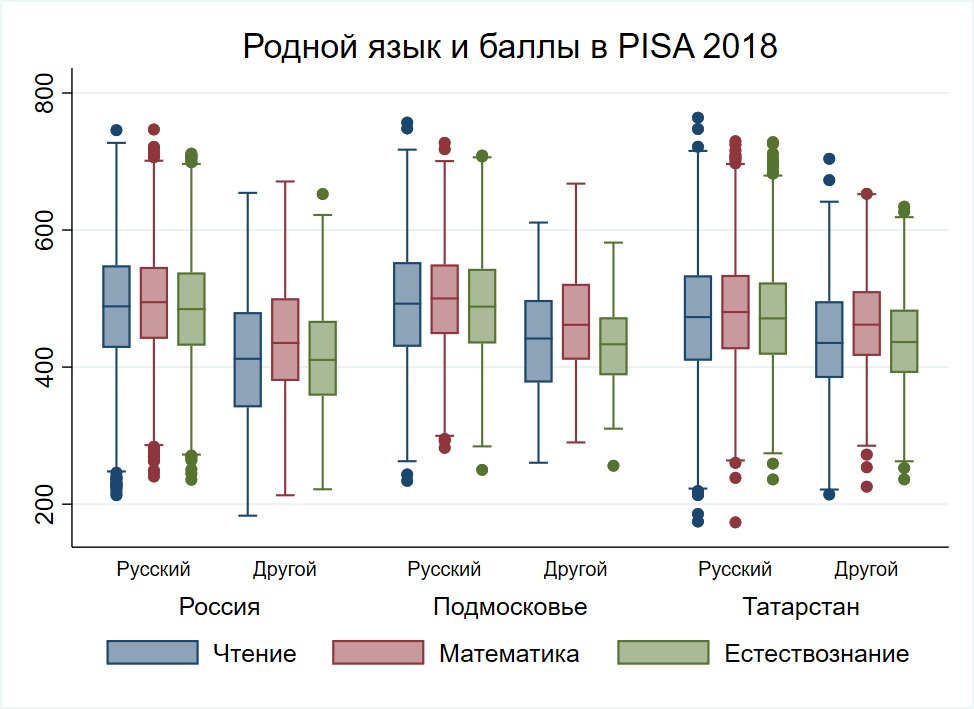 Родной язык и баллы в PISA 2018
800
600
400
200
Русский Другой Русский Другой Русский Другой
Россия Подмосковье Татарстан
Чтение Математика Естествознание